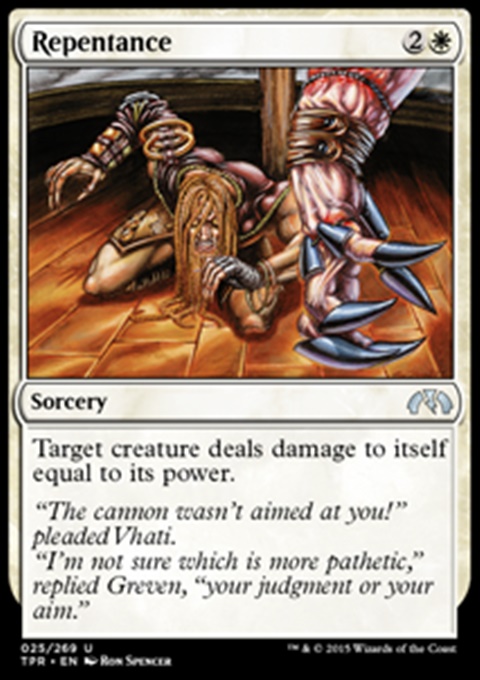 Repentance 2
Sorcery
Target creature deals damage to itself
equal to its power.
"The cannon wasn't aimed at you!"
pleaded Vhati.
"I'm not sure which is more pathetic,"
replied Greven, "your judgment or your
aim."
025/269 U
™ & © 2015 Wizards of the Coast
TPR • EN Ron Spencer